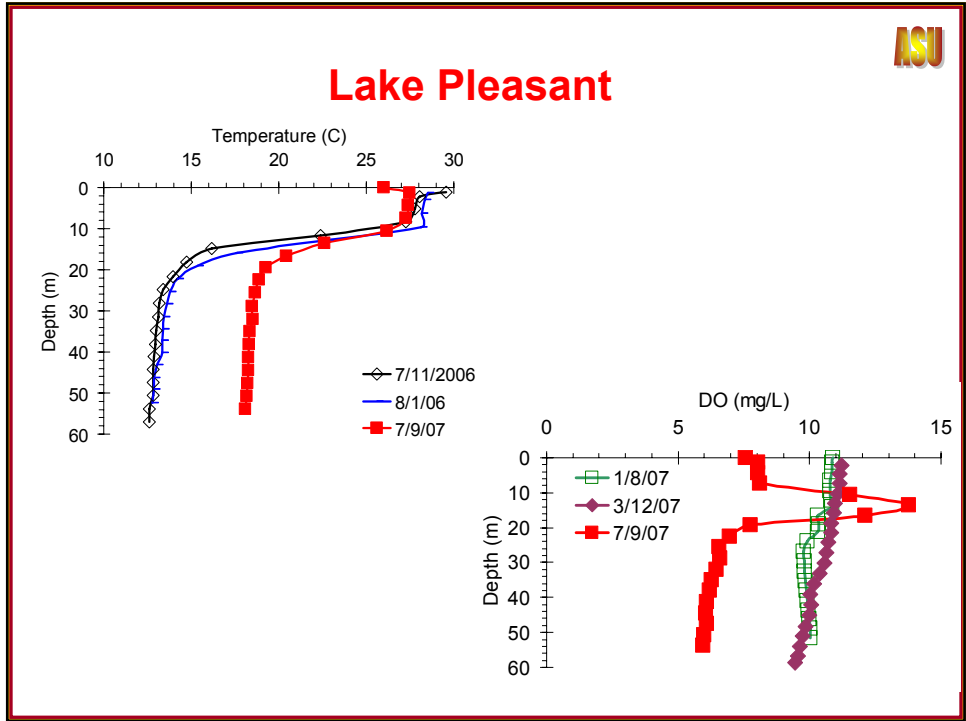 ASU
Lake Pleasant
Temperature (C)
10 15 20 25 30
0
10
20
30
40
50
60
Depth (m)
7/11/2006
8/1/06
7/9/07
DO (mg/L)
0 5 10 15
0
10
20
30
40
50
60
Depth (m)
1/8/07
3/12/07
7/9/07